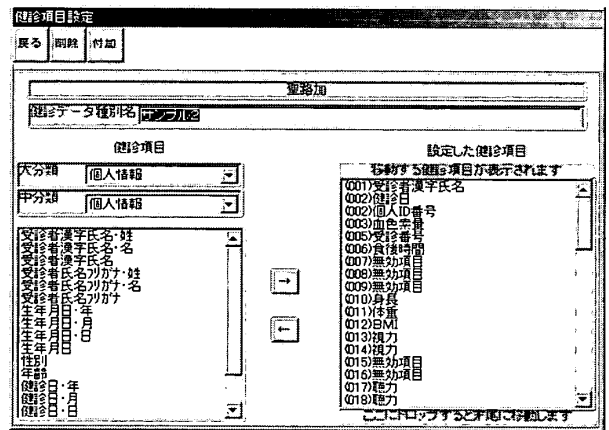 健診項目設定
戻る
削除
付加
聖路加
健診データ種別名 サンプル2
健診項目
大分類 個人情報
中分類 個人情報
受診者漢字氏名・姓
受診者漢字氏名・名
受診者漢字氏名
受診者氏名フリガナ・姓
受診者氏名フリガナ・名
受診者氏名フリガナ
生年月日・年
生年月日・月
生年月日・日
生年月日
性別
年齢
健診日・年
健診日・月
健診日・日
→
←
設定した健診項目
移動する健診項目が表示されます
(001)受診者漢字氏名
(002)健診日
(002)個人ID番号
(003)血色素量
(005)受診番号
(006)食後時間
(007)無効項目
(008)無効項目
(009)無効項目
(010)身長
(011)体重
(012)BMI
(013)視力
(014)視力
(015)無効項目
(016)無効項目
(017)聴力
(018)聴力
ここにドロップすると末尾に移動します